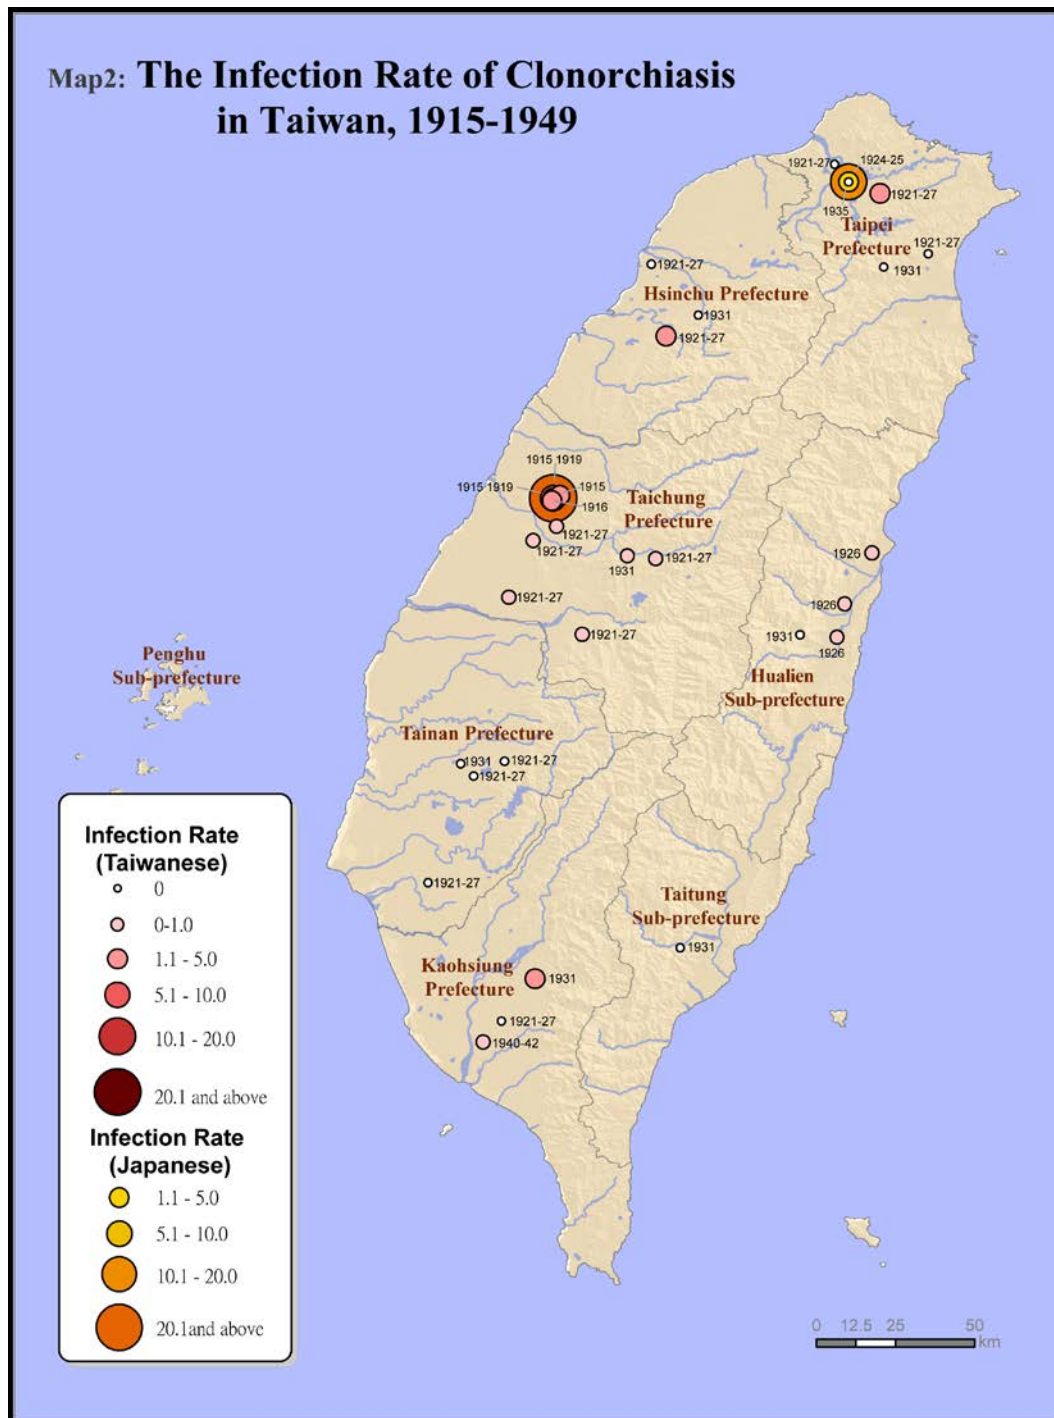 Map2: The Infection Rate of Clonorchiasis
in Taiwan, 1915-1949
1921-27
1924-25
1921-27
1935
Taipei
Prefecture
1921-27
1931
1921-27
Hsinchu Prefecture
1931
1921-27
1915 1919
1915 1919
1915
1916
Taichung
Prefecture
1921-27
1921-27
1931
1921-27
1926
1921-27
1926
1921-27
1931
1926
Penghu
Sub-prefecture
Hualien
Sub-prefecture
Tainan Prefecture
1931
1921-27
1921-27
1921-27
Taitung
Sub-prefecture
1931
Kaohsiung
Prefecture
1931
1921-27
1940-42
Infection Rate
(Taiwanese)
0
0-1.0
1.1 - 5.0
5.1 - 10.0
10.1 - 20.0
20.1 and above
Infection Rate
(Japanese)
1.1 - 5.0
5.1 - 10.0
10.1 - 20.0
20.1and above
0 12.5 25 50
km